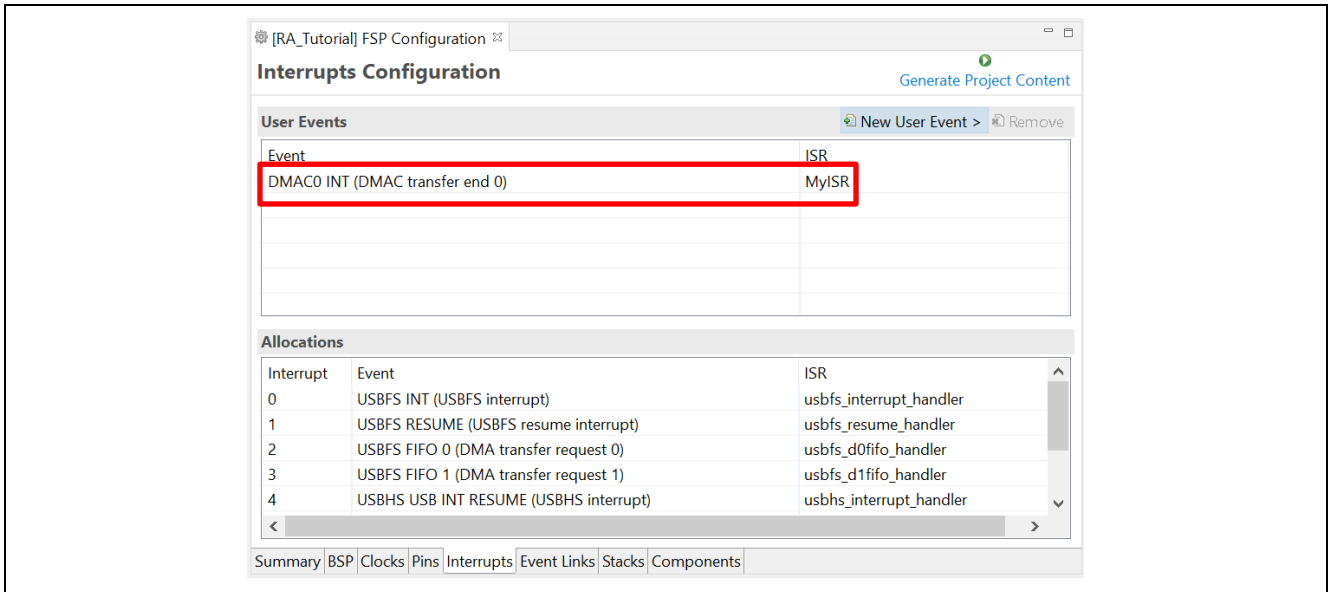 [RA_Tutorial] FSP Configuration
Interrupts Configuration
Generate Project Content
User Events
New User Event > Remove
Event ISR
DMAC0 INT (DMAC transfer end 0) MyISR
Allocations
Interrupt Event ISR
0 USBFS INT (USBFS interrupt) usbfs_interrupt_handler
1 USBFS RESUME (USBFS resume interrupt) usbfs_resume_handler
2 USBFS FIFO 0 (DMA transfer request 0) usbfs_d0fifo_handler
3 USBFS FIFO 1 (DMA transfer request 1) usbfs_d1fifo_handler
4 USBHS USB INT RESUME (USBHS interrupt) usbhs_interrupt_handler
Summary BSP Clocks Pins Interrupts Event Links Stacks Components